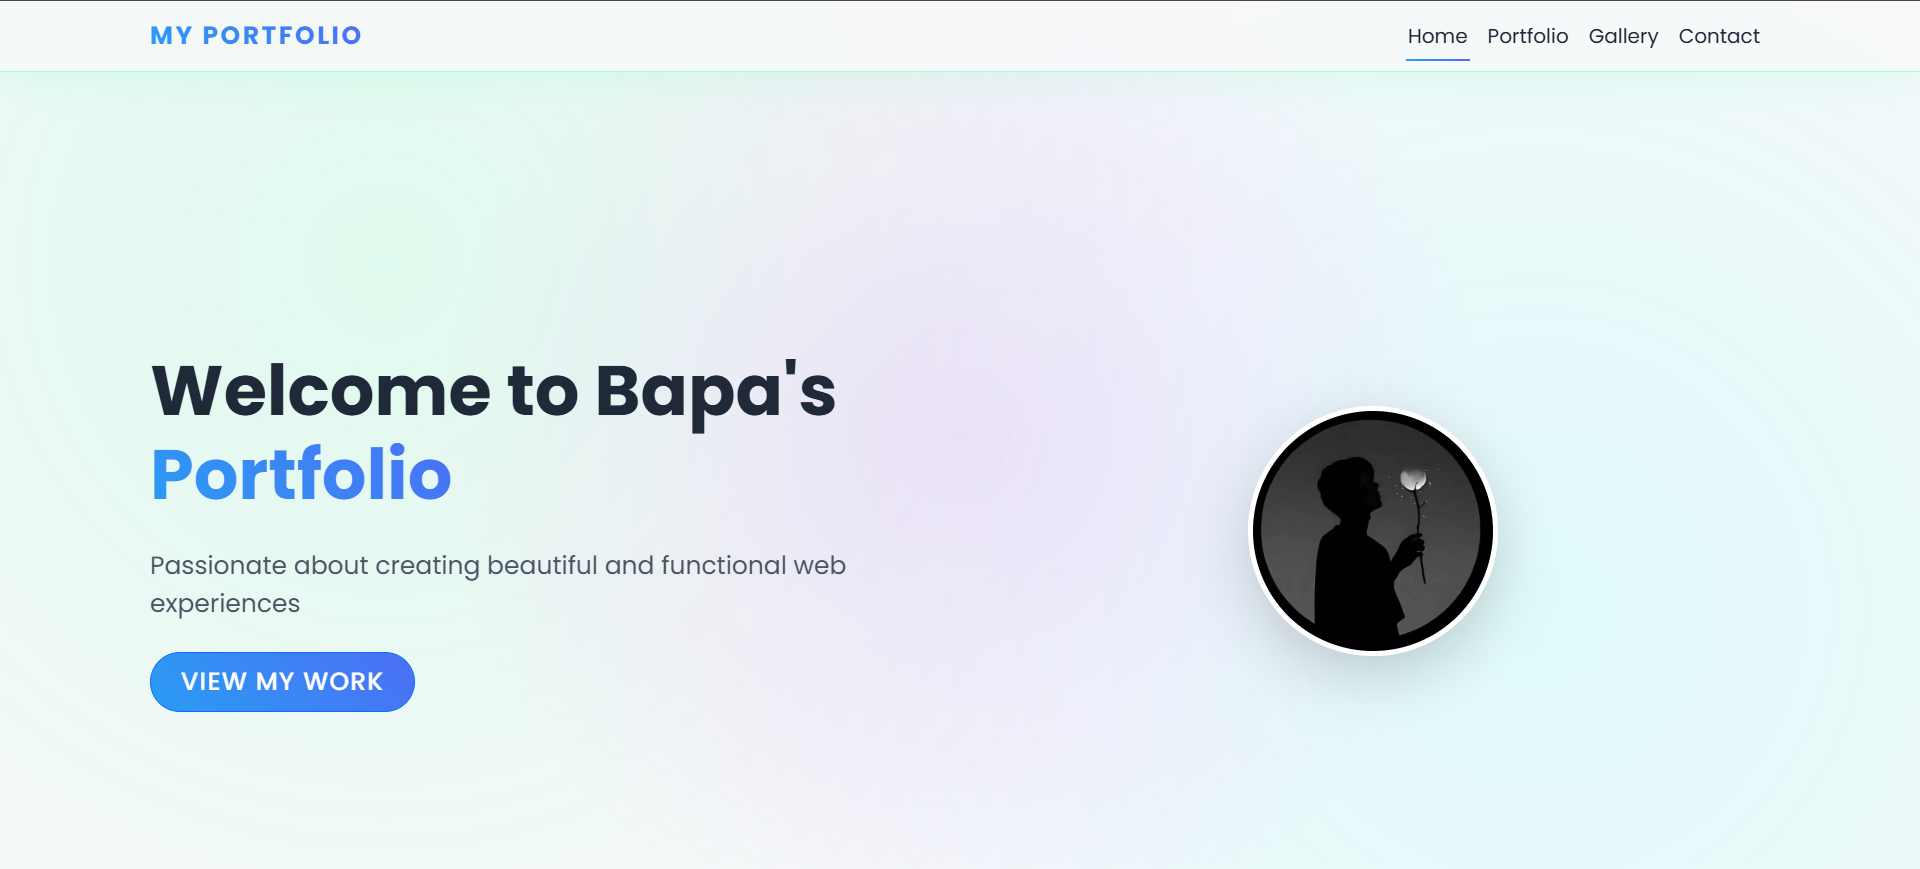 MY PORTFOLIO
Home Portfolio Gallery Contact
Welcome to Bapa's
Portfolio
Passionate about creating beautiful and functional web
experiences
VIEW MY WORK